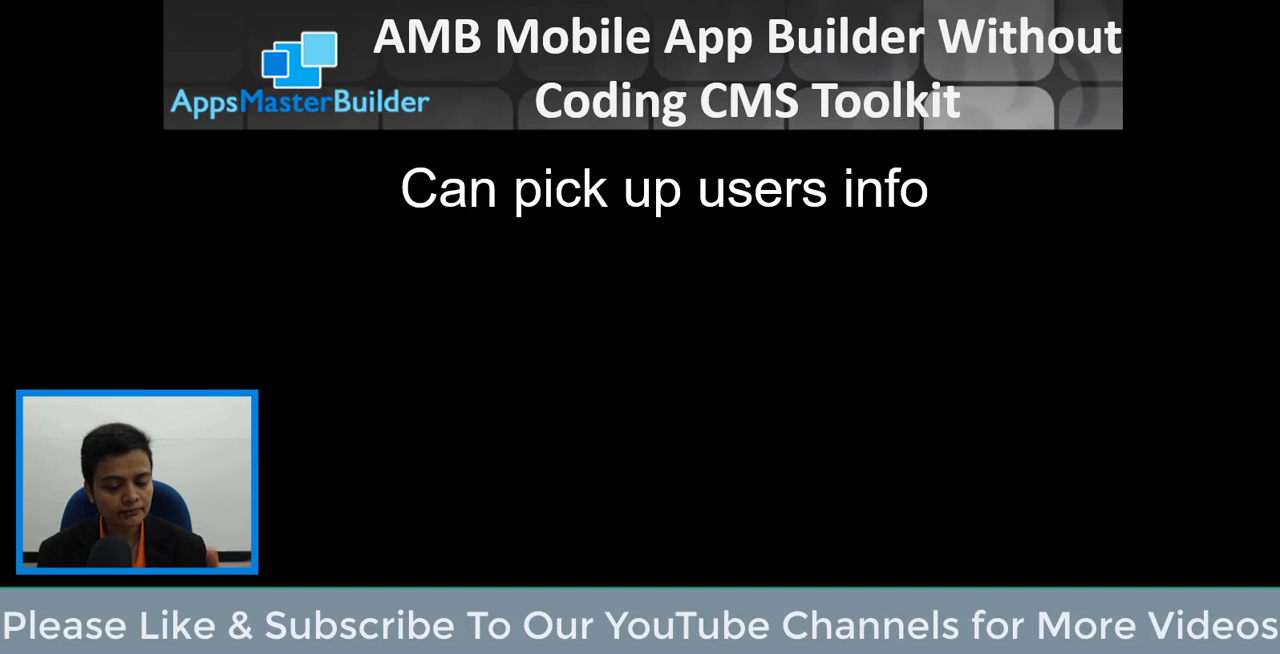 AMB Mobile App Builder Without
Coding CMS Toolkit
AppsMasterBuilder
Can pick up users info
Please Like & Subscribe To Our YouTube Channels for More Videos